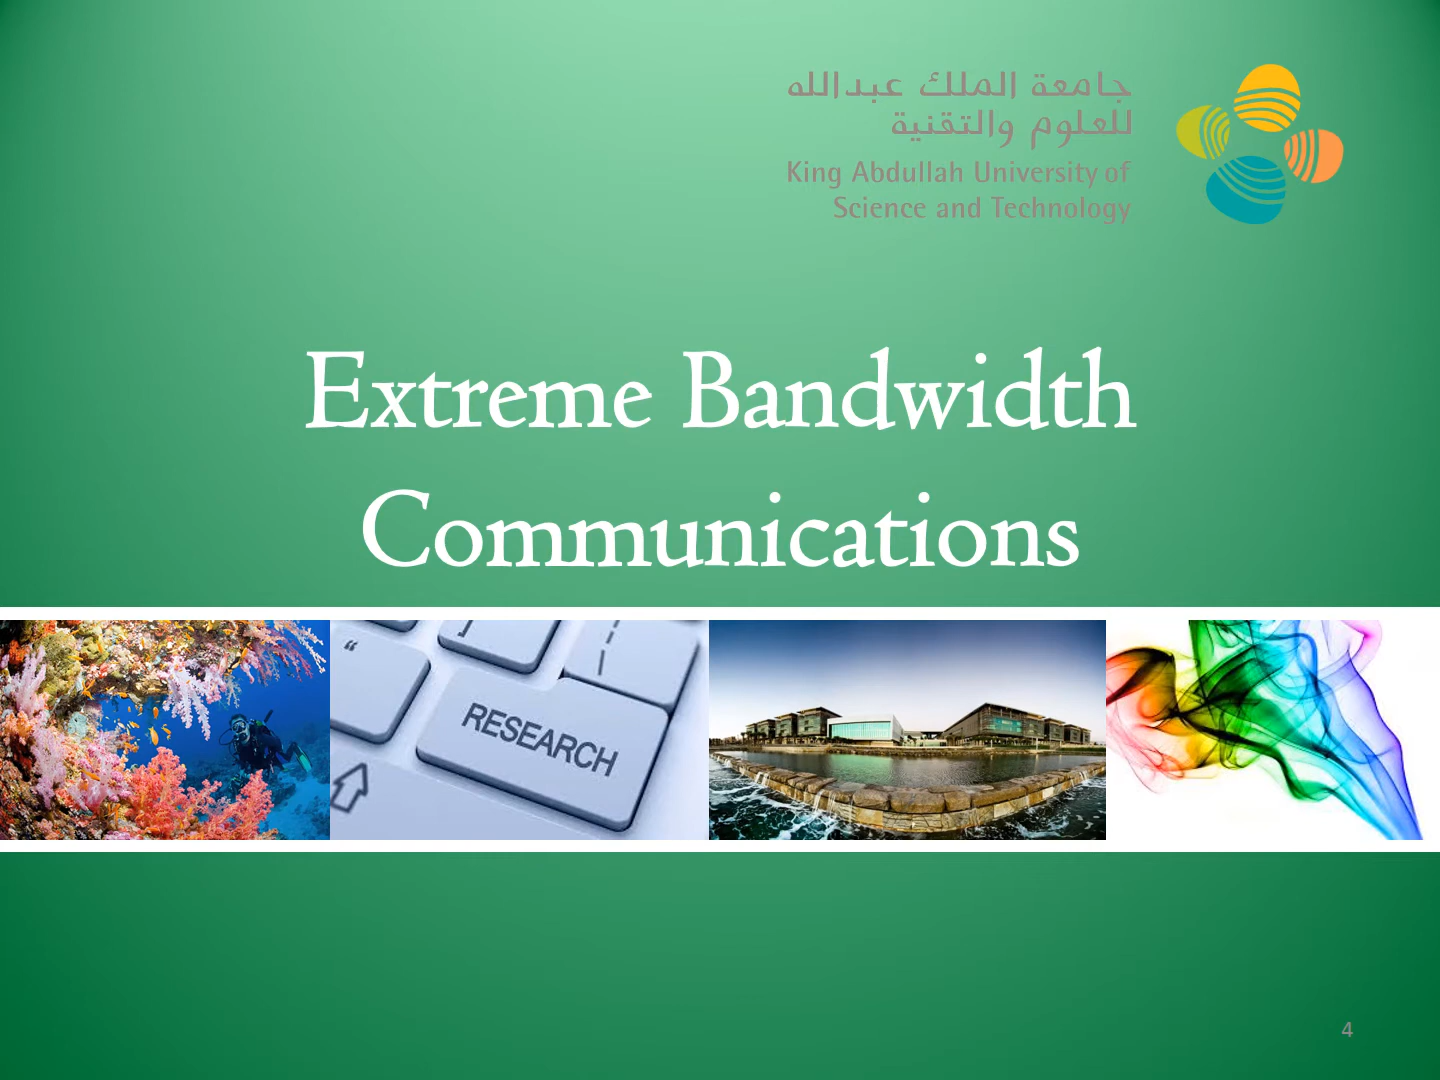 جامعة الملك عبدالله
للعلوم والتقنية
King Abdullah University of
Science and Technology
Extreme Bandwidth
Communications
“
]
RESEARCH
4